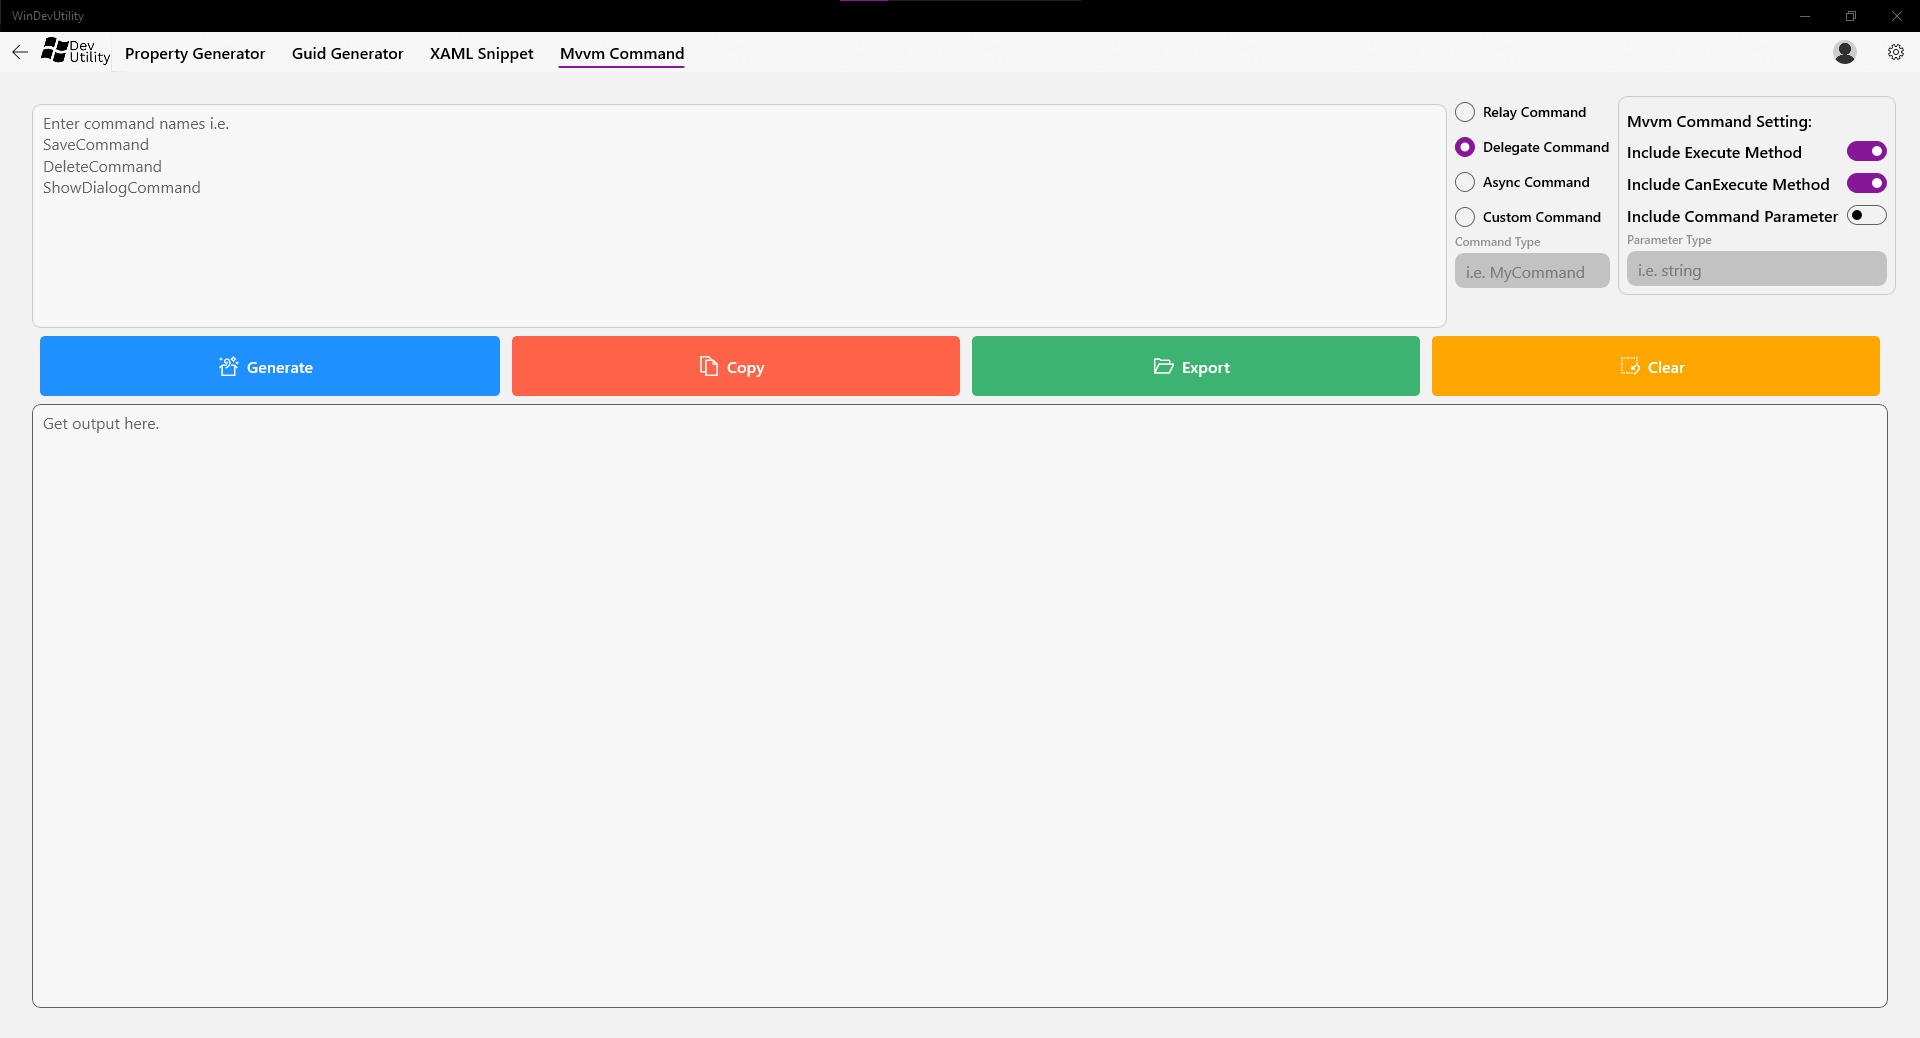 WinDevUtility
Dev
Utility
Property Generator
Guid Generator
XAML Snippet
Mvvm Command
Enter command names i.e.
SaveCommand
DeleteCommand
ShowDialogCommand
Relay Command
Delegate Command
Async Command
Custom Command
Command Type
i.e. MyCommand
Mvvm Command Setting:
Include Execute Method
Include CanExecute Method
Include Command Parameter
Parameter Type
i.e. string
Generate
Copy
Export
Clear
Get output here.